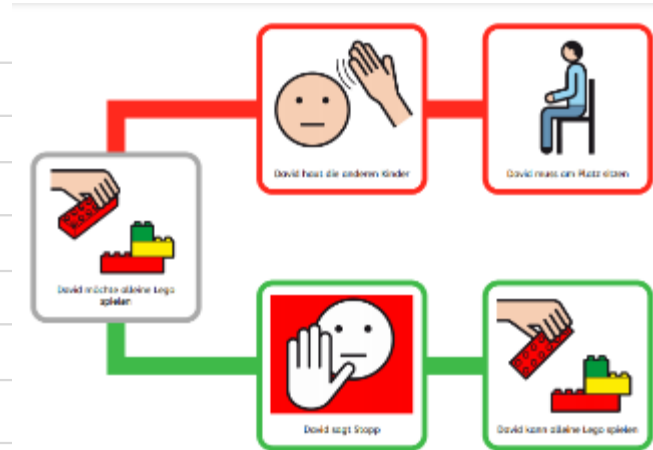 David haut die anderen Kinder
David muss am Platz sitzen
David möchte alleine Lego
spielen
David sagt Stopp
David kann alleine Lego spielen